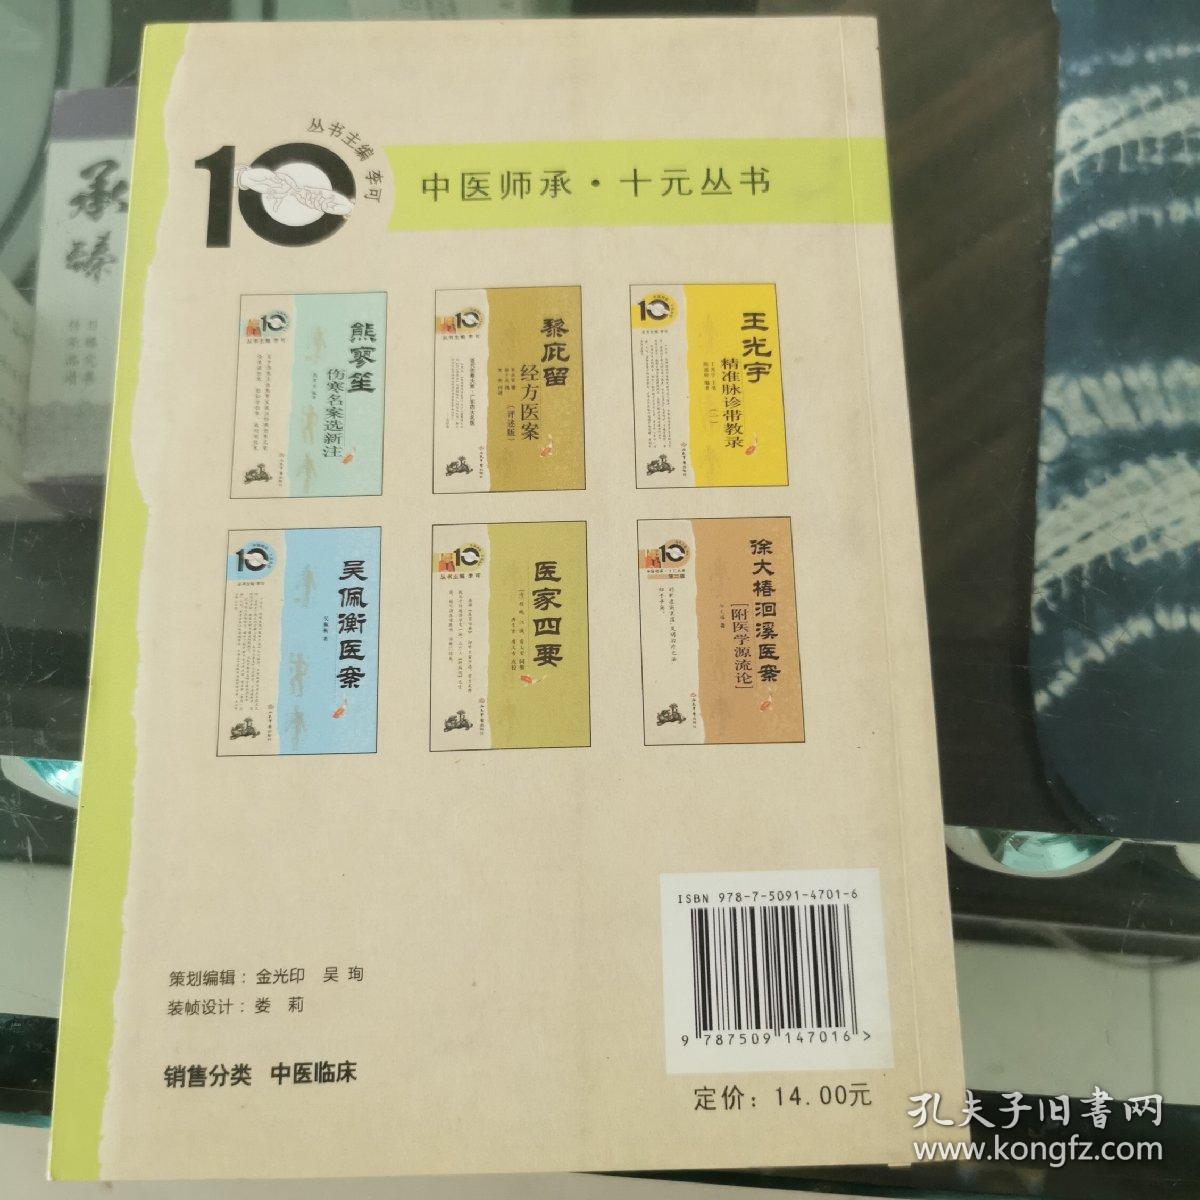 丛书主编 李可
10
中医师承·十元丛书
熊寥笙
伤寒名案选新注
黎庇留
经方医案
（评述版）
王光宇
精准脉诊带教录
（二）
吴佩衡医案
医家四要
徐大椿洄溪医案
［附医学源流论］
ISBN 978-7-5091-4701-6
9 787509 147016 >
策划编辑：金光印 吴 珣
装帧设计：娄 莉
销售分类 中医临床
定价：14.00元
承
臻
孔夫子旧书网
www.kongfz.com